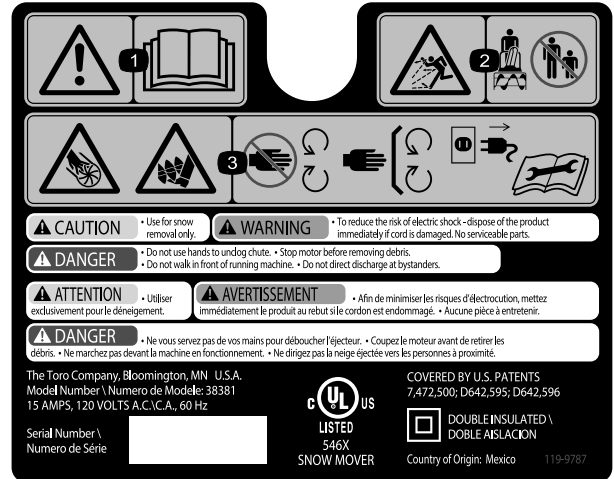 1
2
3
CAUTION
• Use for snow
removal only.
WARNING
• To reduce the risk of electric shock - dispose of the product
immediately if cord is damaged. No serviceable parts.
DANGER
• Do not use hands to unclog chute. • Stop motor before removing debris.
• Do not walk in front of running machine. • Do not direct discharge at bystanders.
ATTENTION
• Utiliser
exclusivement pour le déneigement.
AVERTISSEMENT
• Afin de minimiser les risques d'électrocution, mettez
immédiatement le produit au rebut si le cordon est endommagé. • Aucune pièce à entretenir.
DANGER
• Ne vous servez pas de vos mains pour déboucher l'éjecteur. • Coupez le moteur avant de retirer les
débris. • Ne marchez pas devant la machine en fonctionnement. • Ne dirigez pas la neige éjectée vers les personnes à proximité.
The Toro Company, Bloomington, MN U.S.A.
Model Number \ Numero de Modele: 38381
15 AMPS, 120 VOLTS A.C.\C.A., 60 Hz
Serial Number \
Numero de Série
C UL US
LISTED
546X
SNOW MOVER
COVERED BY U.S. PATENTS
7,472,500; D642,595; D642,596
DOUBLE INSULATED \
DOBLE AISLACION
Country of Origin: Mexico
119-9787